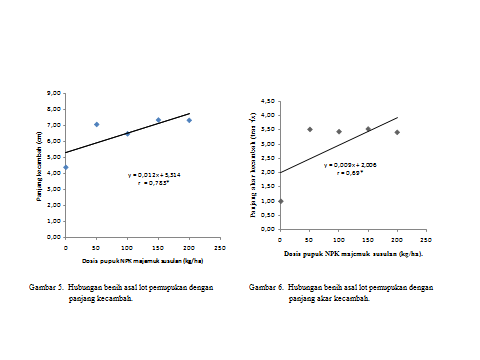 9,00
8,00
7,00
6,00
5,00
4,00
3,00
2,00
1,00
0,00
0 50 100 150 200 250
Panjang kecambah (cm)
y = 0,012x + 5,314
r = 0,783*
Dosis pupuk NPK majemuk susulan (kg/ha)
Gambar 5. Hubungan benih asal lot pemupukan dengan
panjang kecambah.
4,50
4,00
3,50
3,00
2,50
2,00
1,50
1,00
0,50
0,00
0 50 100 150 200 250
Panjang akar kecambah
y = 0,009x + 2,006
r = 0,69*
Dosis pupuk NPK majemuk susulan (kg/ha).
Gambar 6. Hubungan benih asal lot pemupukan dengan
panjang akar kecambah.